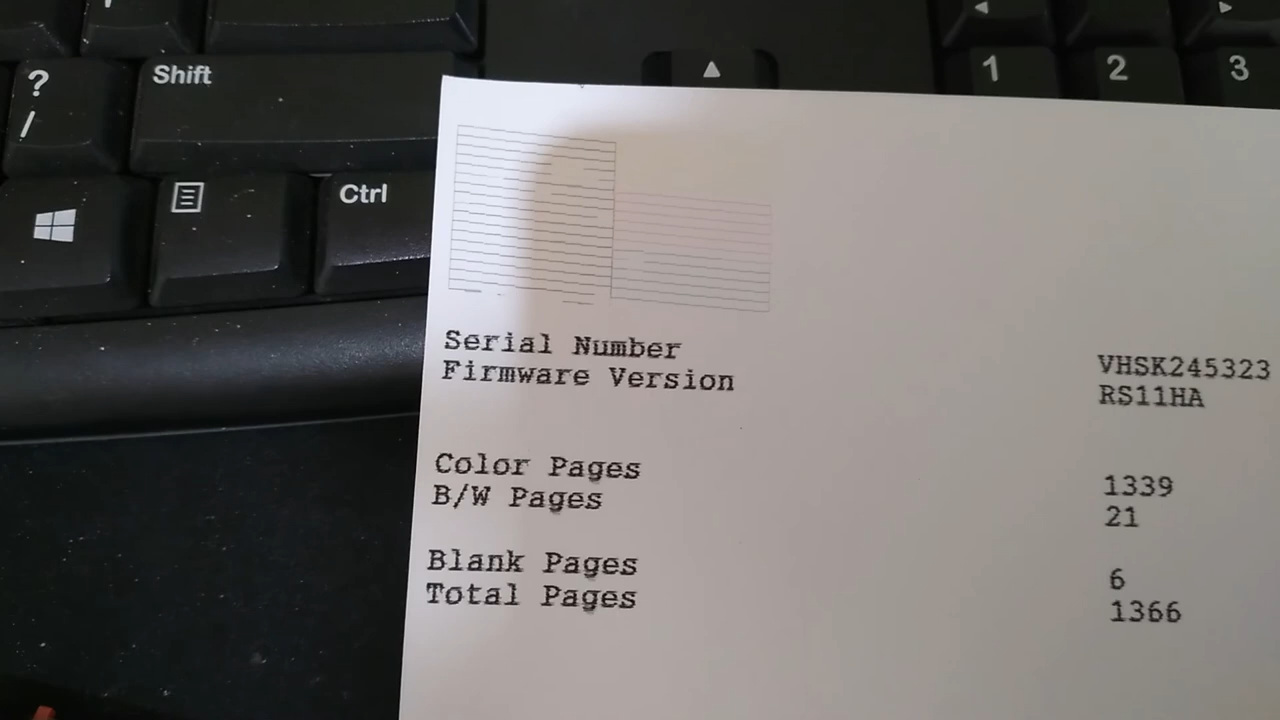 ?
/
Shift
Ctrl
1
2
3
Serial Number VHSK245323
Firmware Version RS11HA
Color Pages 1339
B/W Pages 21
Blank Pages 6
Total Pages 1366